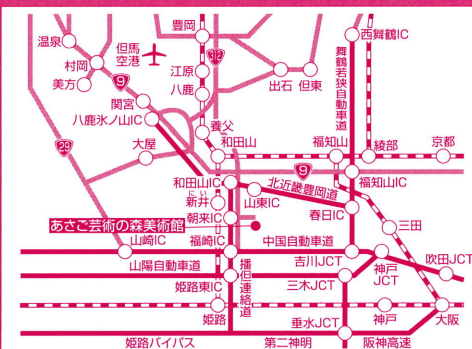 豊岡
西舞鶴IC
温泉
但馬
空港
312
村岡
江原
舞鶴若狭自動車道
美方
9
八鹿
出石
但東
関宮
八鹿氷ノ山IC
養父
29
大屋
和田山
福知山
綾部
京都
9
和田山IC
北近畿豊岡道
福知山IC
にい
新井
山東IC
朝来IC
春日IC
あさご芸術の森美術館
三田
山崎IC
福崎IC
中国自動車道
山陽自動車道
播但連絡道
吉川JCT
神戸
JCT
吹田JCT
姫路東IC
三木JCT
姫路
神戸
大阪
垂水JCT
姫路バイパス
第二神明
阪神高速